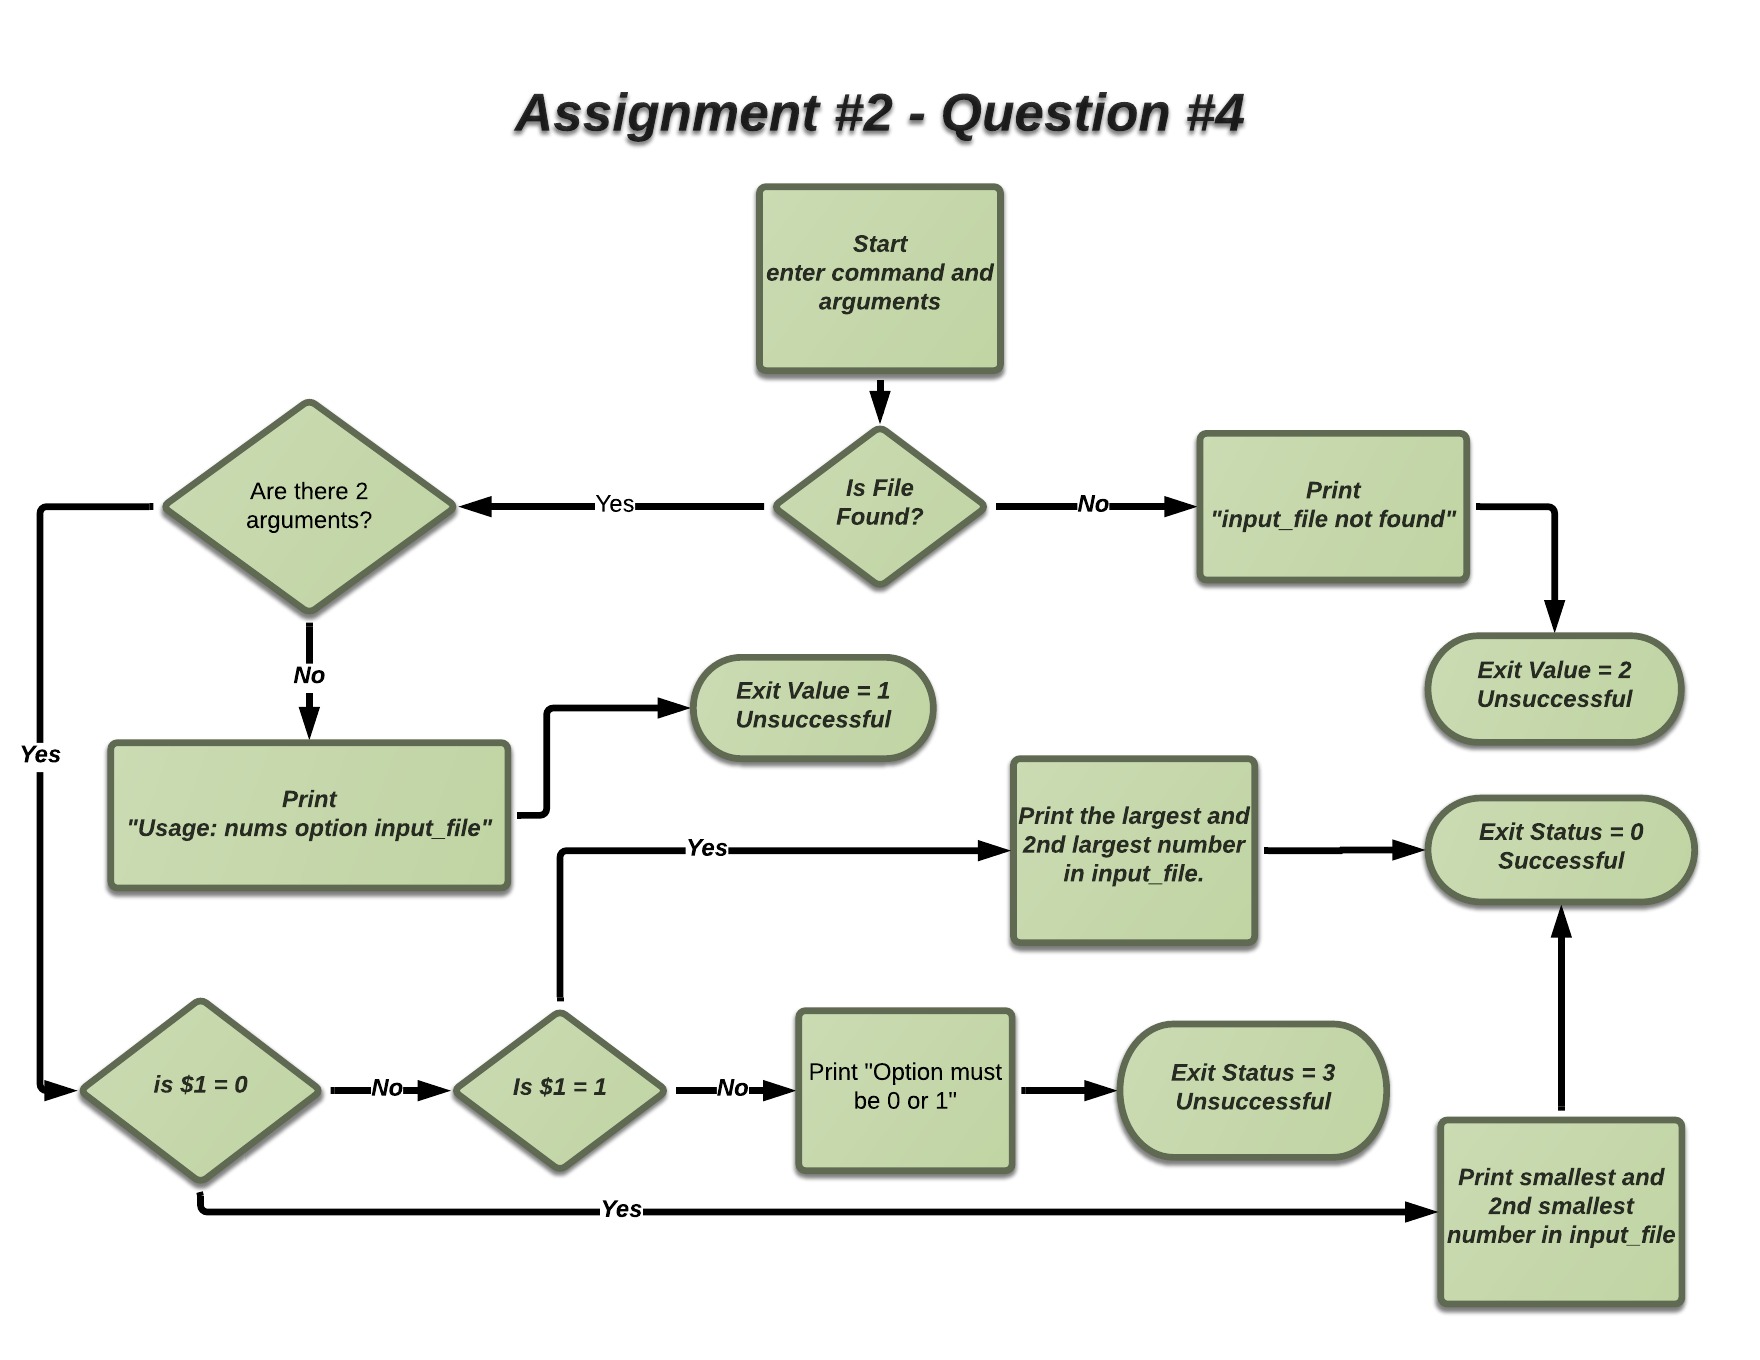 Assignment #2 - Question #4
Start
enter command and
arguments
Are there 2
arguments?
Yes
Is File
Found?
No
Print
"input_file not found"
No
Exit Value = 1
Unsuccessful
Exit Value = 2
Unsuccessful
Yes
Print
"Usage: nums option input_file"
Yes
Print the largest and
2nd largest number
in input_file.
Exit Status = 0
Successful
is $1 = 0
No
Is $1 = 1
No
Print "Option must
be 0 or 1"
Exit Status = 3
Unsuccessful
Yes
Print smallest and
2nd smallest
number in input_file